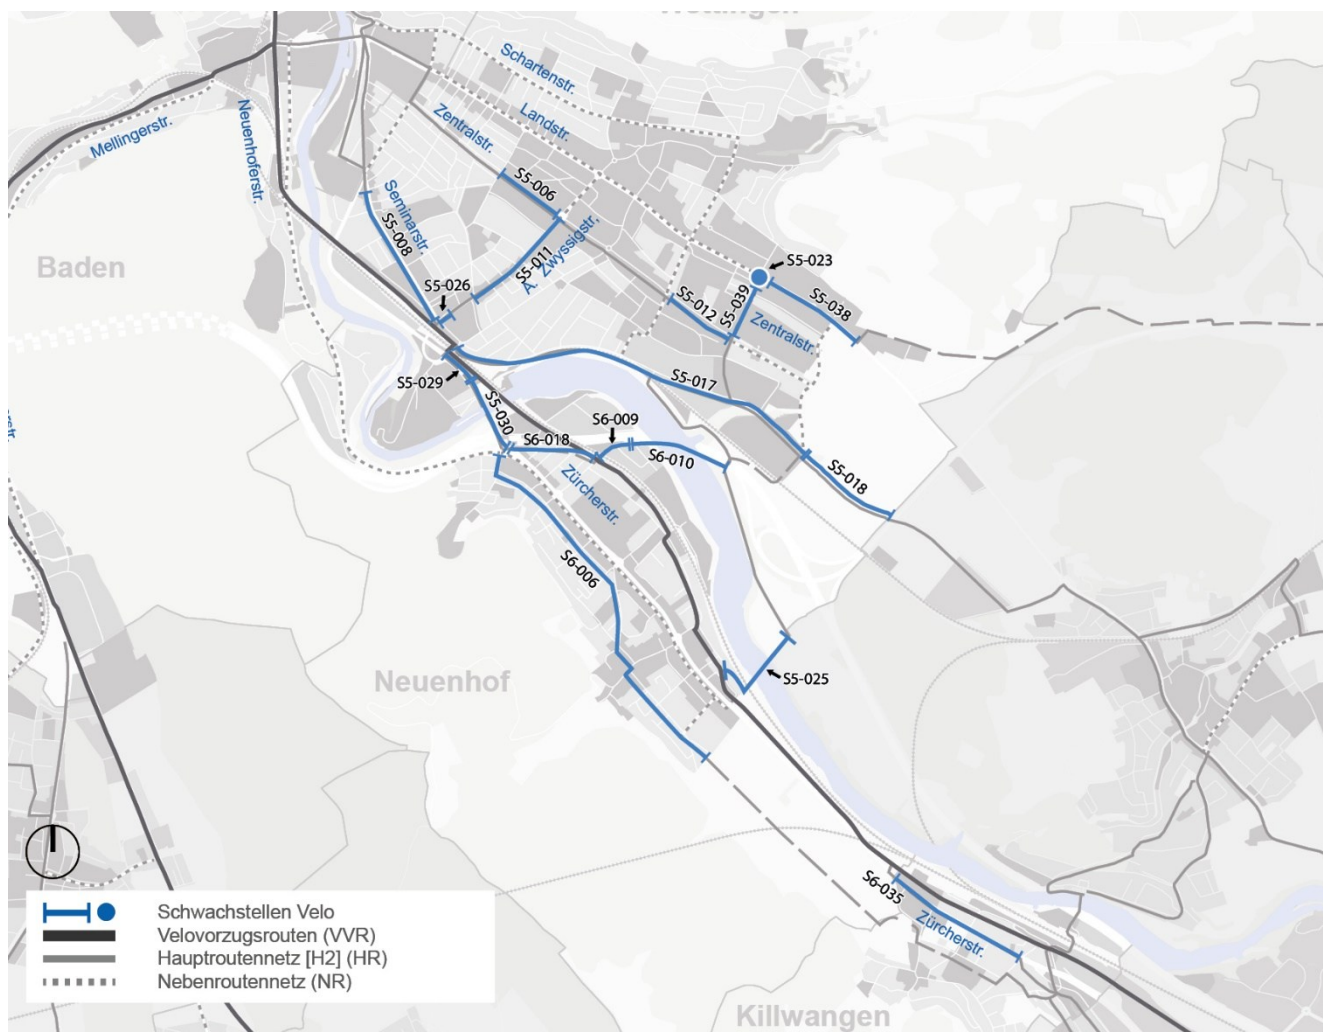 Wettingen
Schartenstr.
Landstr.
Zentralstr.
Mellingerstr.
Neuenhoferstr.
S5-006
Seminarstr.
S5-008
S5-011
A. Zwyssigstr.
S5-023
Baden
S5-026
S5-039
S5-038
S5-012
Zentralstr.
S5-029
S5-017
S5-030
S6-009
S6-018
S6-010
S5-018
Zürcherstr.
S6-006
Neuenhof
S5-025
S6-035
Zürcherstr.
Schwachstellen Velo
Velovorzugsrouten (VVR)
Hauptroutennetz [H2] (HR)
Nebenroutennetz (NR)
Killwangen